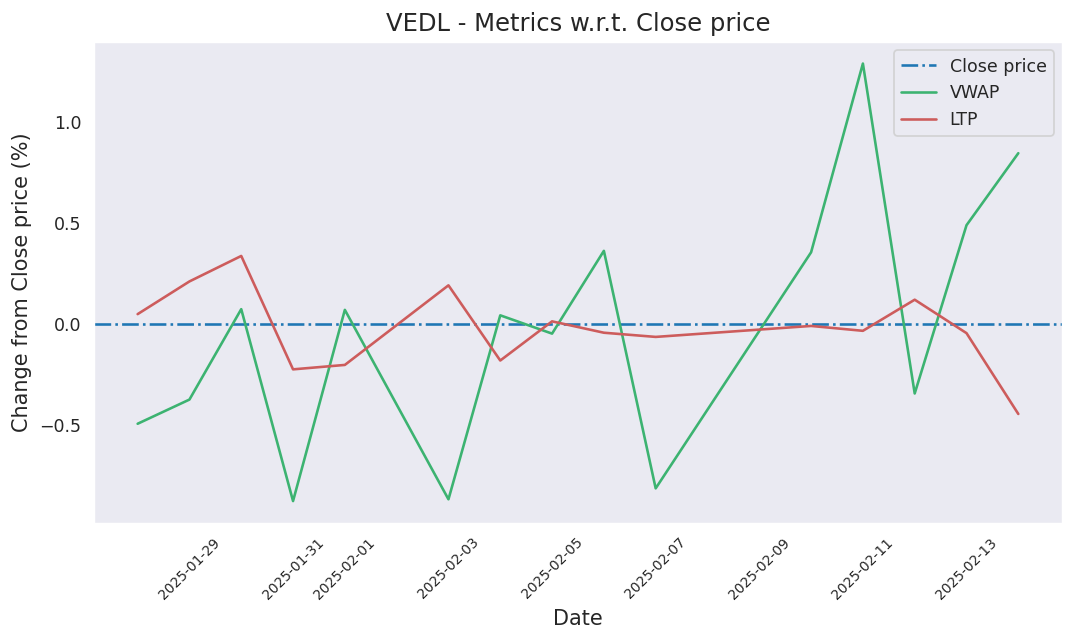 VEDL - Metrics w.r.t. Close price
Close price
VWAP
LTP
Change from Close price (%)
1.0
0.5
0.0
−0.5
2025-01-29
2025-01-31
2025-02-01
2025-02-03
2025-02-05
2025-02-07
2025-02-09
2025-02-11
2025-02-13
Date